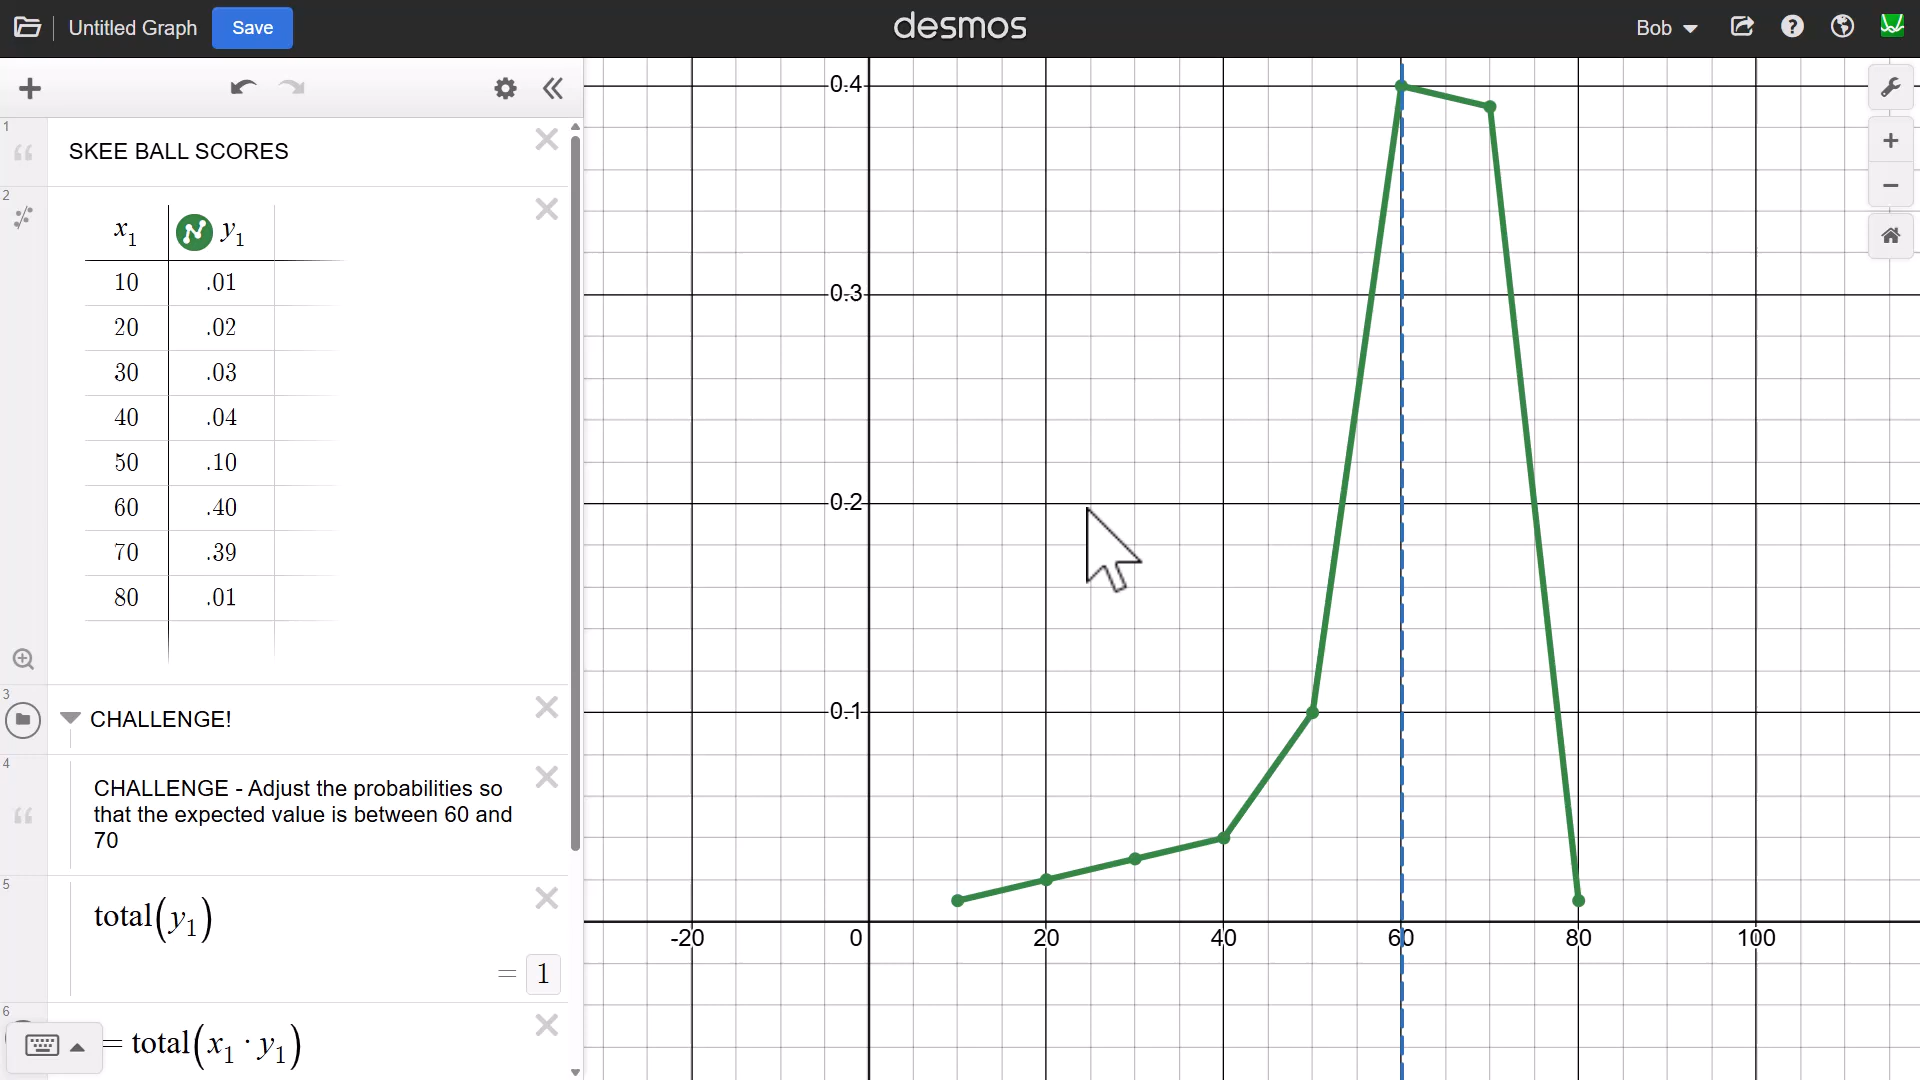 Untitled Graph Save desmos Bob
1
SKEE BALL SCORES
2
x₁ y₁
10 .01
20 .02
30 .03
40 .04
50 .10
60 .40
70 .39
80 .01
3
CHALLENGE!
4
CHALLENGE - Adjust the probabilities so
that the expected value is between 60 and
70
5
total(y₁)
= 1
6
= total(x₁ · y₁)
0.4
0.3
0.2
0.1
-20 0 20 40 60 80 100